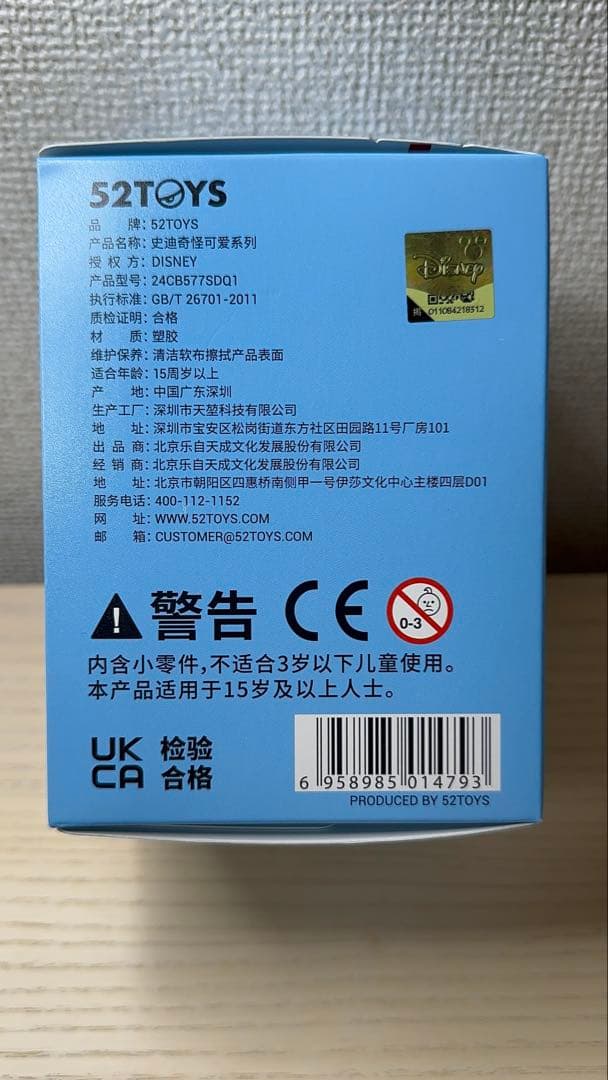 52TOYS
品 牌: 52TOYS
产品名称: 史迪奇怪可爱系列
授 权 方: DISNEY
产品型号: 24CB577SDQ1
执行标准: GB/T 26701-2011
质检证明: 合格
材 质: 塑胶
维护保养: 清洁软布擦拭产品表面
适合年龄: 15周岁以上
产 地: 中国广东深圳
生产工厂: 深圳市天堃科技有限公司
地 址: 深圳市宝安区松岗街道东方社区田园路11号厂房101
出 品 商: 北京乐自天成文化发展股份有限公司
经 销 商: 北京乐自天成文化发展股份有限公司
地 址: 北京市朝阳区四惠桥南侧甲一号伊莎文化中心主楼四层D01
服务电话: 400-112-1152
网 址: WWW.52TOYS.COM
邮 箱: CUSTOMER@52TOYS.COM
Disney
011084218312
警告 CE 0-3
内含小零件,不适合3岁以下儿童使用。
本产品适用于15岁及以上人士。
UK
CA
检验
合格
6 958985 014793
PRODUCED BY 52TOYS